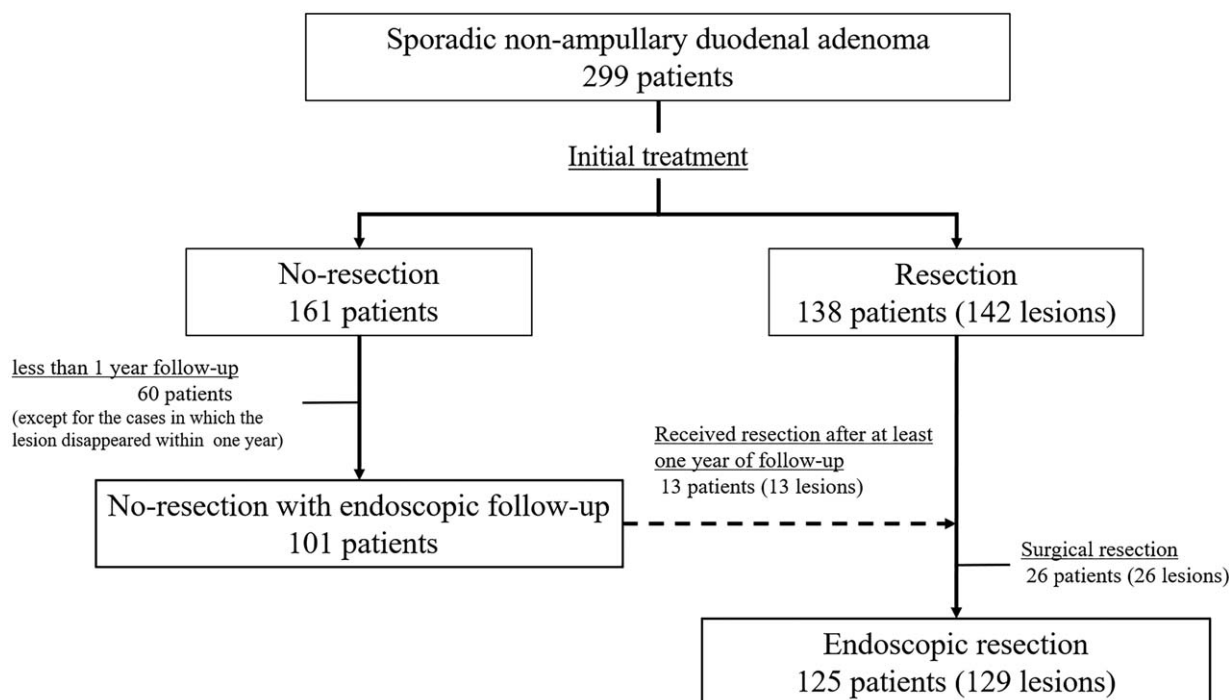 Sporadic non-ampullary duodenal adenoma
299 patients
Initial treatment
No-resection
161 patients
Resection
138 patients (142 lesions)
less than 1 year follow-up
60 patients
(except for the cases in which the
lesion disappeared within one year)
Received resection after at least
one year of follow-up
13 patients (13 lesions)
No-resection with endoscopic follow-up
101 patients
Surgical resection
26 patients (26 lesions)
Endoscopic resection
125 patients (129 lesions)